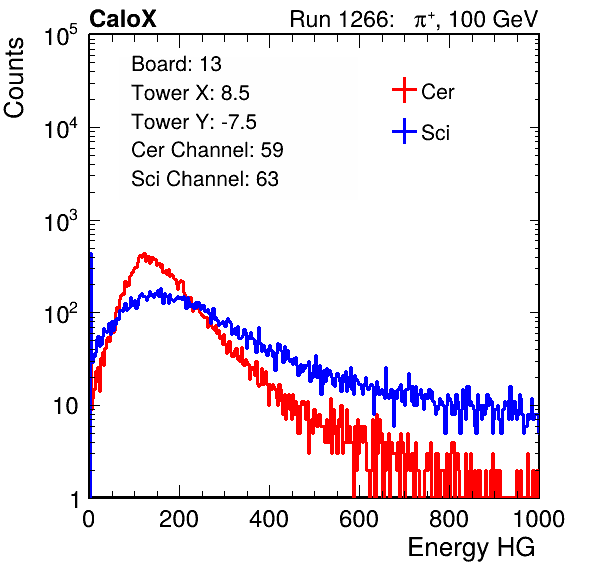 CaloX Run 1266: π⁺, 100 GeV
Counts
10⁵
10⁴
10³
10²
10
1
Board: 13
Tower X: 8.5
Tower Y: -7.5
Cer Channel: 59
Sci Channel: 63
Cer
Sci
0 200 400 600 800 1000
Energy HG